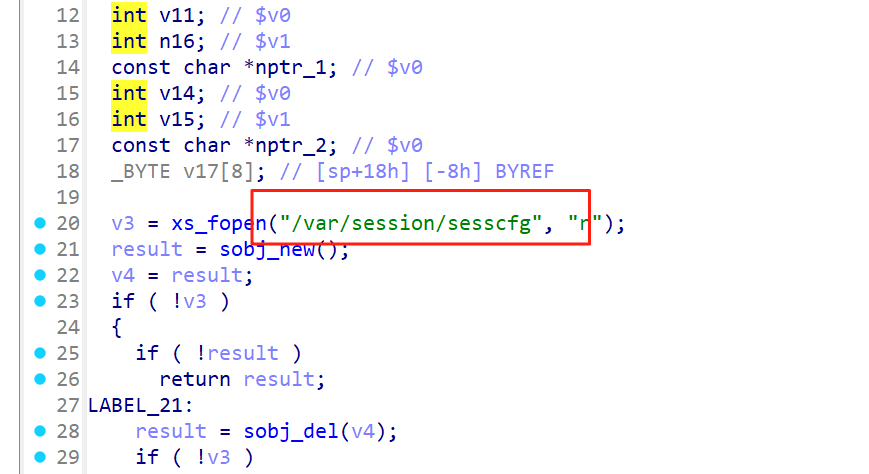 12 int v11; // $v0
13 int n16; // $v1
14 const char *nptr_1; // $v0
15 int v14; // $v0
16 int v15; // $v1
17 const char *nptr_2; // $v0
18 _BYTE v17[8]; // [sp+18h] [-8h] BYREF
19
20 v3 = xs_fopen("/var/session/sesscfg", "r");
21 result = sobj_new();
22 v4 = result;
23 if ( !v3 )
24 {
25 if ( !result )
26 return result;
27 LABEL_21:
28 result = sobj_del(v4);
29 if ( !v3 )